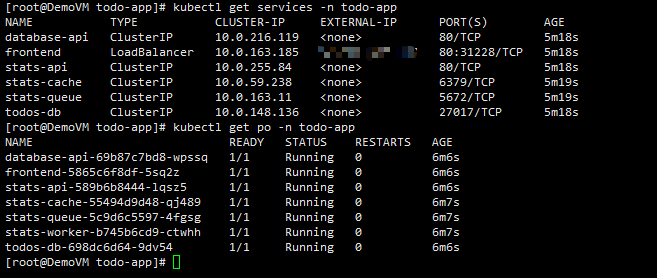 [root@DemoVM todo-app]# kubectl get services -n todo-app
NAME TYPE CLUSTER-IP EXTERNAL-IP PORT(S) AGE
database-api ClusterIP 10.0.216.119 <none> 80/TCP 5m18s
frontend LoadBalancer 10.0.163.185 80:31228/TCP 5m18s
stats-api ClusterIP 10.0.255.84 <none> 80/TCP 5m18s
stats-cache ClusterIP 10.0.59.238 <none> 6379/TCP 5m19s
stats-queue ClusterIP 10.0.163.11 <none> 5672/TCP 5m19s
todos-db ClusterIP 10.0.148.136 <none> 27017/TCP 5m18s
[root@DemoVM todo-app]# kubectl get po -n todo-app
NAME READY STATUS RESTARTS AGE
database-api-69b87c7bd8-wpssq 1/1 Running 0 6m6s
frontend-5865c6f8df-5sq2z 1/1 Running 0 6m6s
stats-api-589b6b8444-lqsz5 1/1 Running 0 6m6s
stats-cache-55494d9d48-qj489 1/1 Running 0 6m7s
stats-queue-5c9d6c5597-4fgsg 1/1 Running 0 6m7s
stats-worker-b745b6cd9-ctwhh 1/1 Running 0 6m7s
todos-db-698dc6d64-9dv54 1/1 Running 0 6m6s
[root@DemoVM todo-app]#